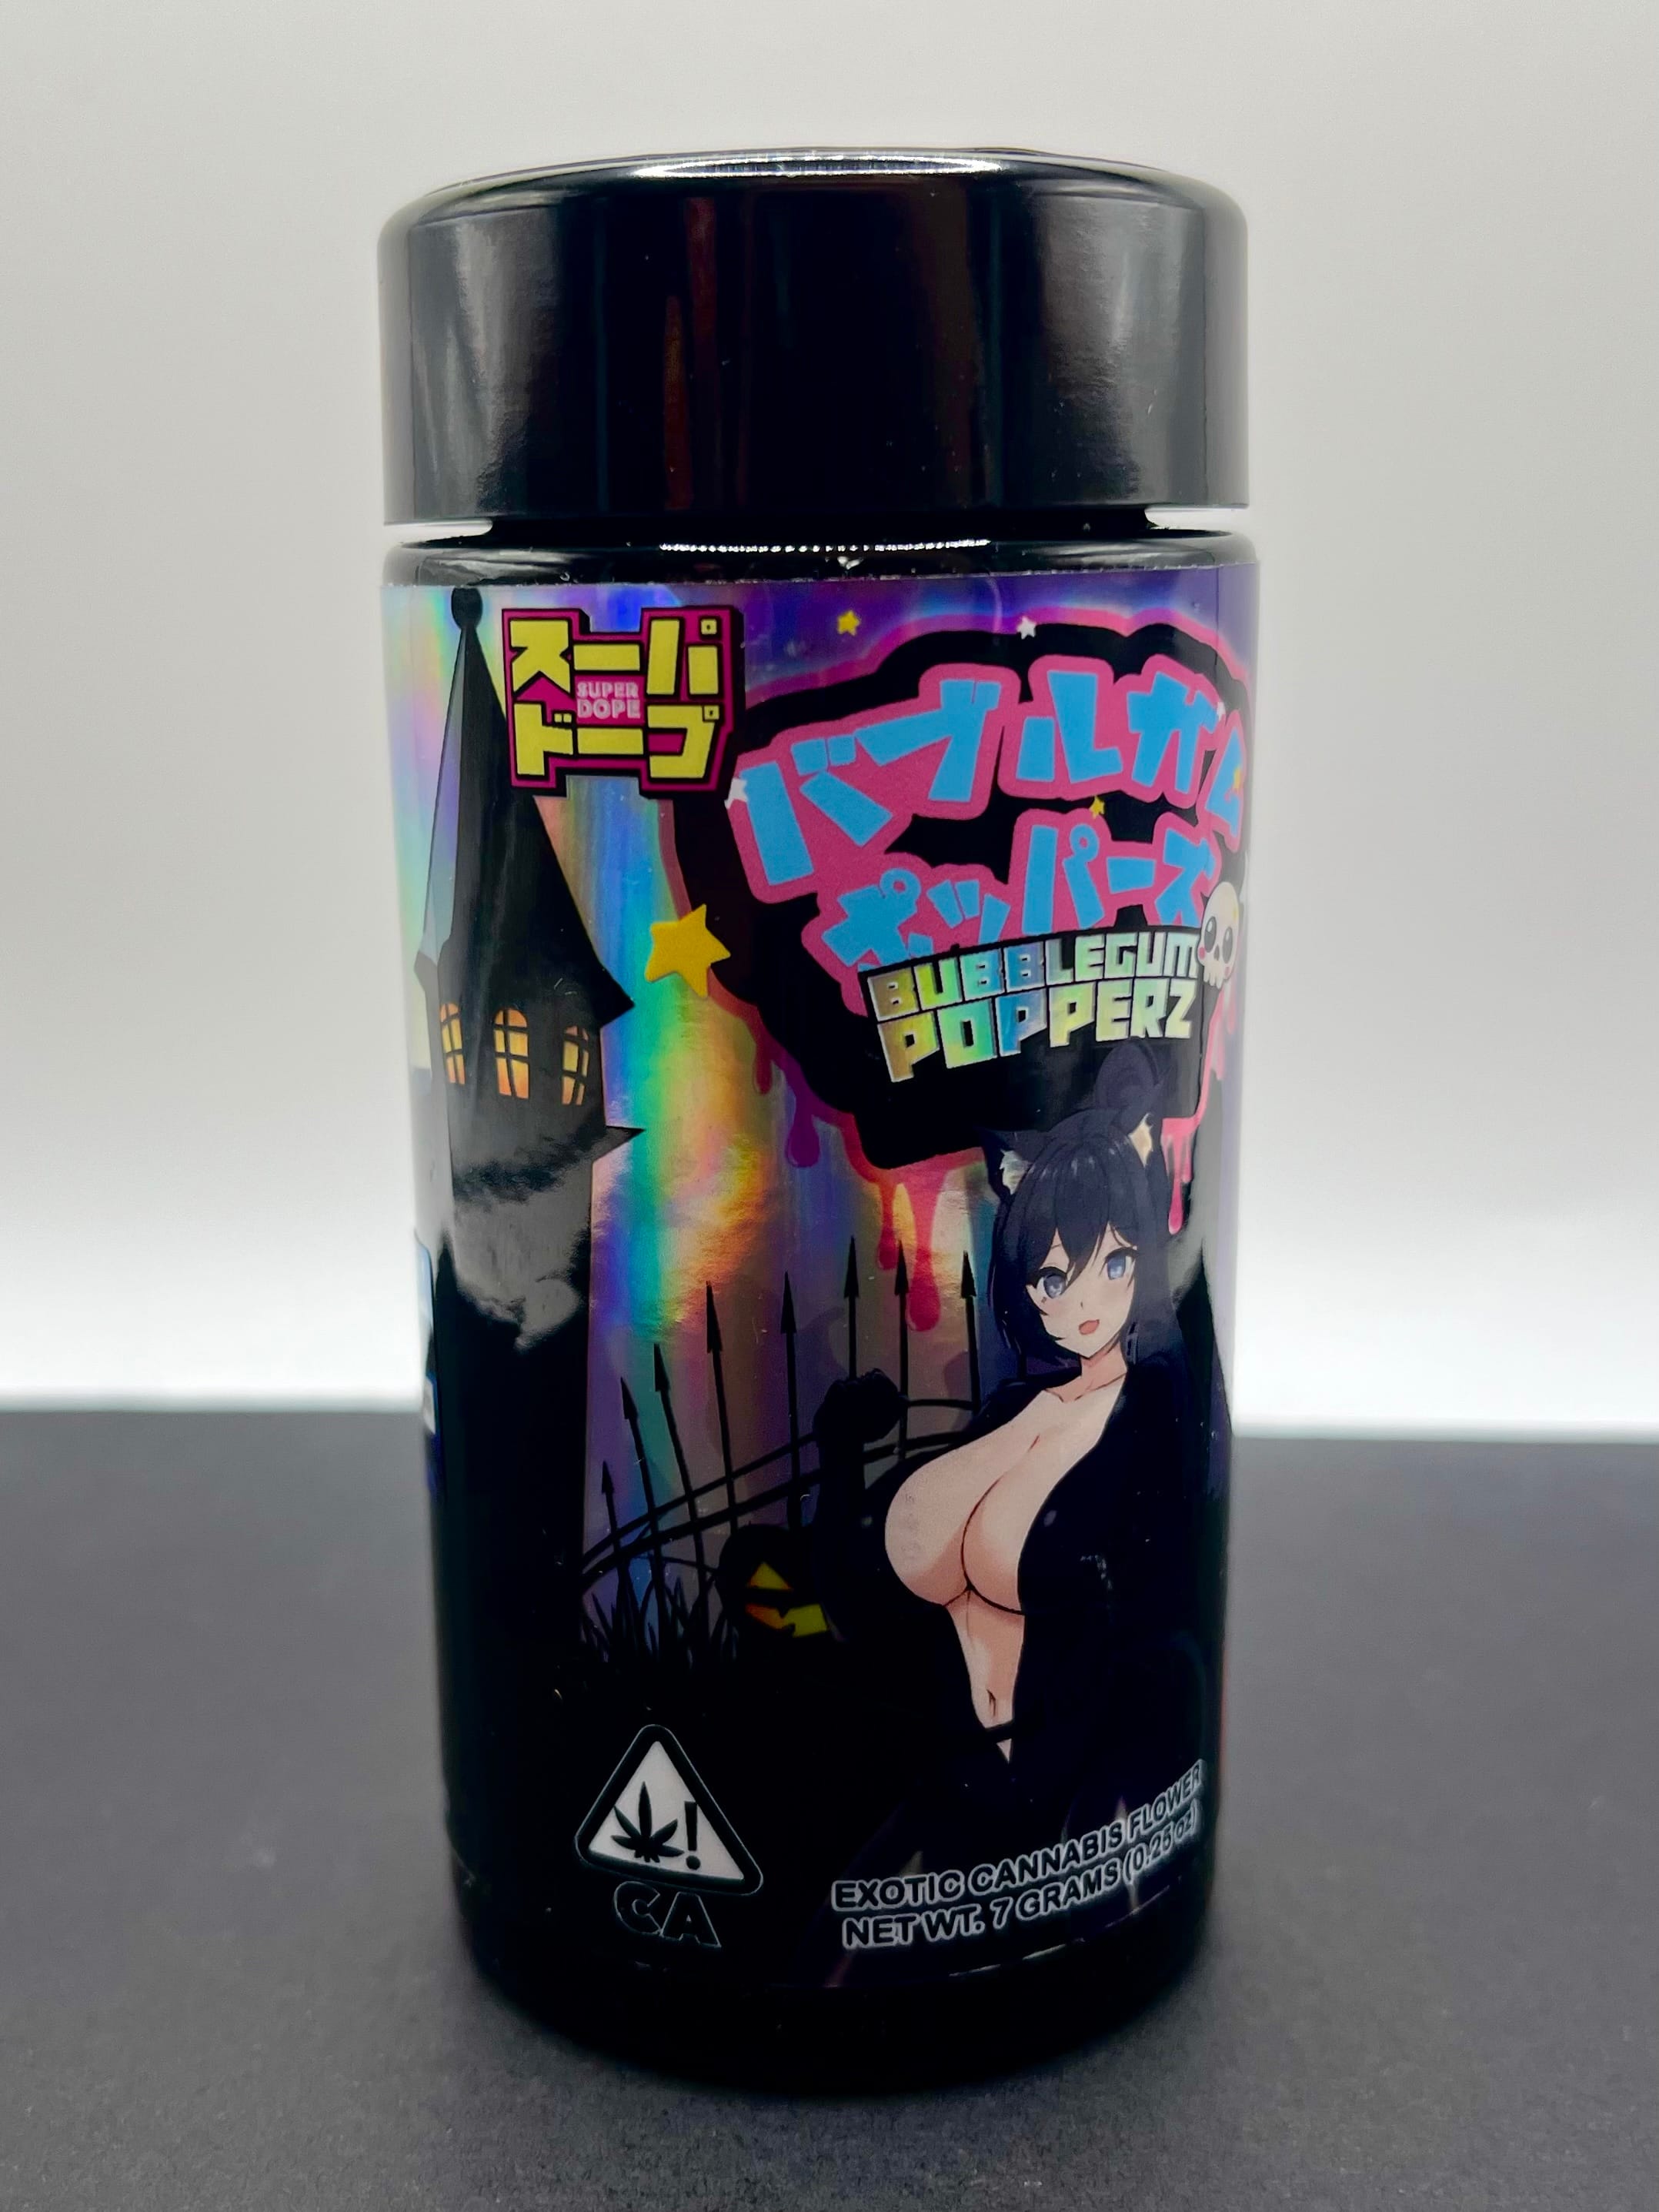 スーパ
SUPER
DOPE
ドープ
バブルガム
ポッパーズ
BUBBLEGUM
POPPERZ
CA
EXOTIC CANNABIS FLOWER
NET WT. 7 GRAMS (0.25 oz)